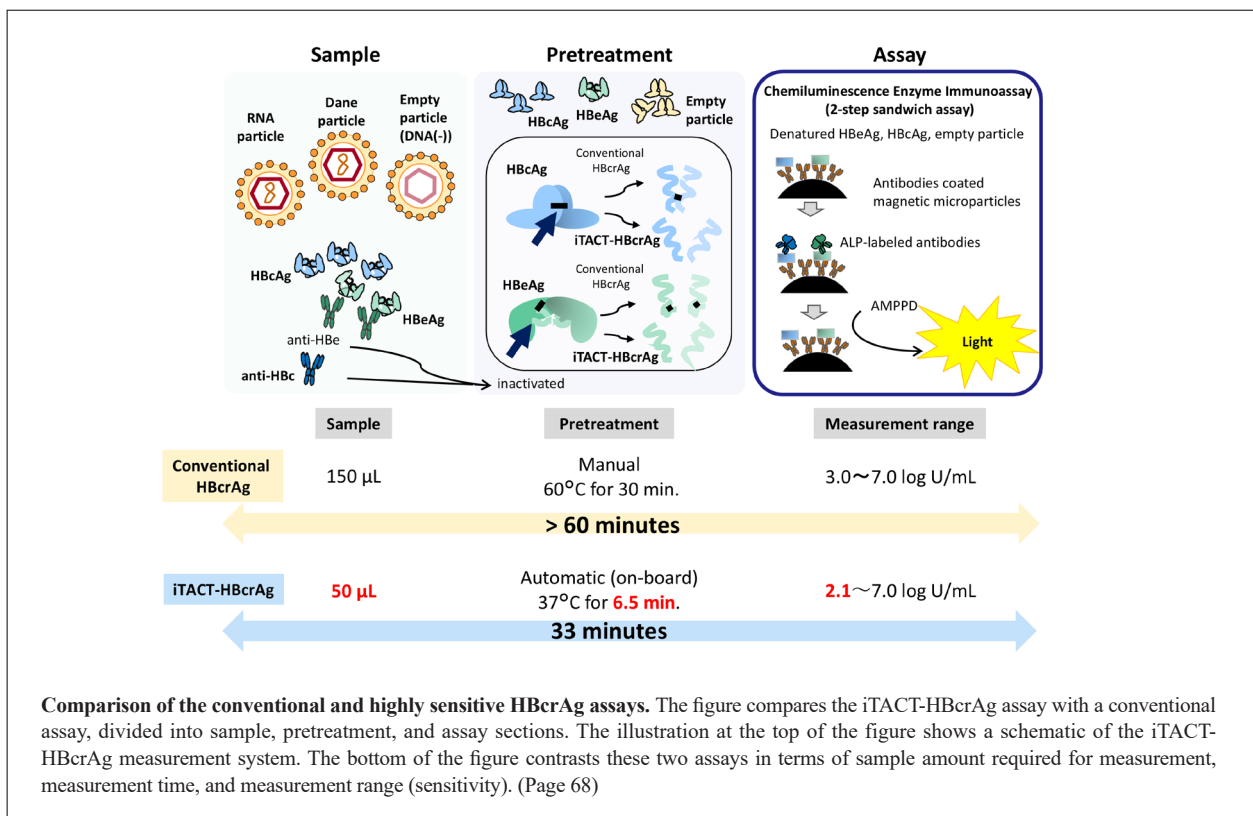 Sample
Pretreatment
Assay
RNA
particle
Dane
particle
Empty
particle
(DNA(-))
HBcAg
HBeAg
anti-HBe
anti-HBc
inactivated
HBcAg
HBeAg
Empty
particle
HBcAg
Conventional
HBcrAg
iTACT-HBcrAg
HBeAg
Conventional
HBcrAg
iTACT-HBcrAg
Chemiluminescence Enzyme Immunoassay
(2-step sandwich assay)
Denatured HBeAg, HBcAg, empty particle
Antibodies coated
magnetic microparticles
ALP-labeled antibodies
AMPPD
Light
Sample
Pretreatment
Measurement range
Conventional
HBcrAg
150 μL
Manual
60°C for 30 min.
3.0～7.0 log U/mL
> 60 minutes
iTACT-HBcrAg
50 μL
Automatic (on-board)
37°C for 6.5 min.
2.1～7.0 log U/mL
33 minutes
Comparison of the conventional and highly sensitive HBcrAg assays. The figure compares the iTACT-HBcrAg assay with a conventional
assay, divided into sample, pretreatment, and assay sections. The illustration at the top of the figure shows a schematic of the iTACT-
HBcrAg measurement system. The bottom of the figure contrasts these two assays in terms of sample amount required for measurement,
measurement time, and measurement range (sensitivity). (Page 68)